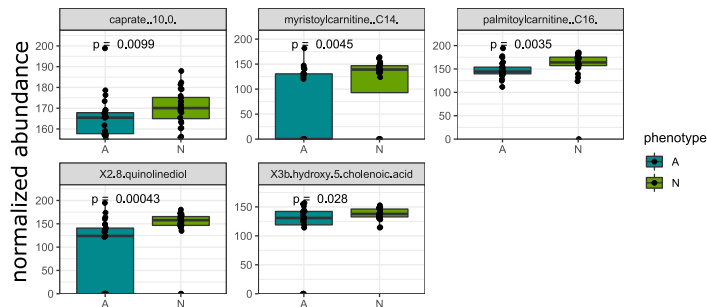 caprate..10.0.
myristoylcarnitine..C14.
palmitoylcarnitine..C16.
p = 0.0099
p = 0.0045
p = 0.0035
200
190
180
170
160
200
150
100
50
0
200
150
100
50
0
A N
A N
A N
normalized abundance
phenotype
A
N
X2.8.quinolinediol
X3b.hydroxy.5.cholenoic.acid
p = 0.00043
p = 0.028
200
150
100
50
0
150
100
50
0
A N
A N